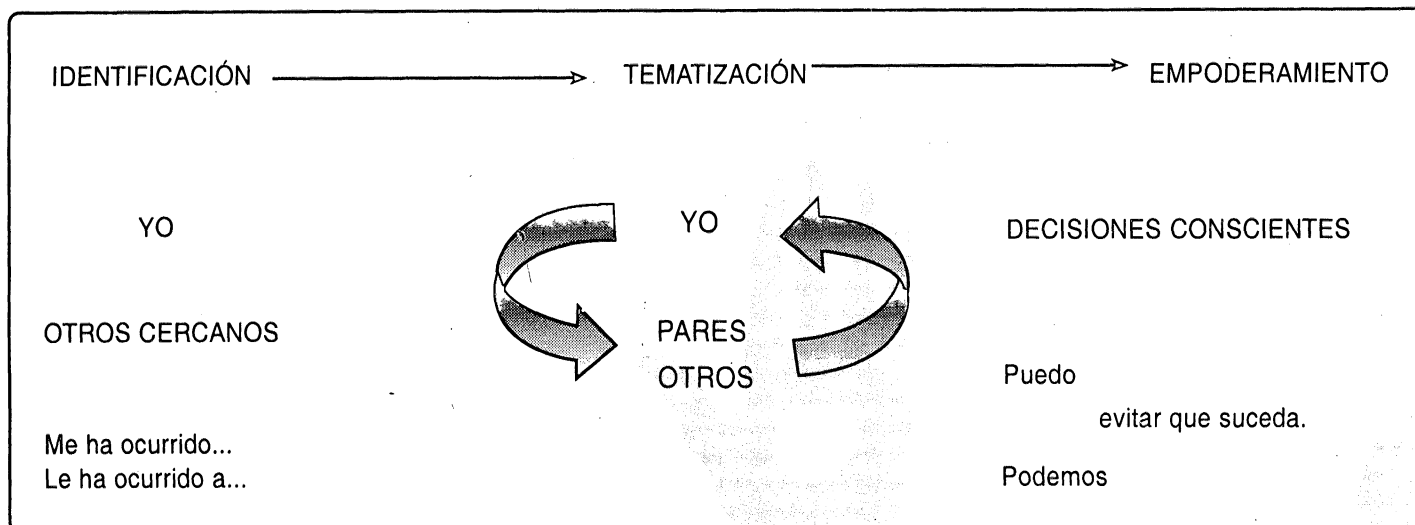 IDENTIFICACIÓN TEMATIZACIÓN EMPODERAMIENTO
YO YO DECISIONES CONSCIENTES
OTROS CERCANOS PARES
OTROS
Puedo
evitar que suceda.
Me ha ocurrido...
Le ha ocurrido a...
Podemos